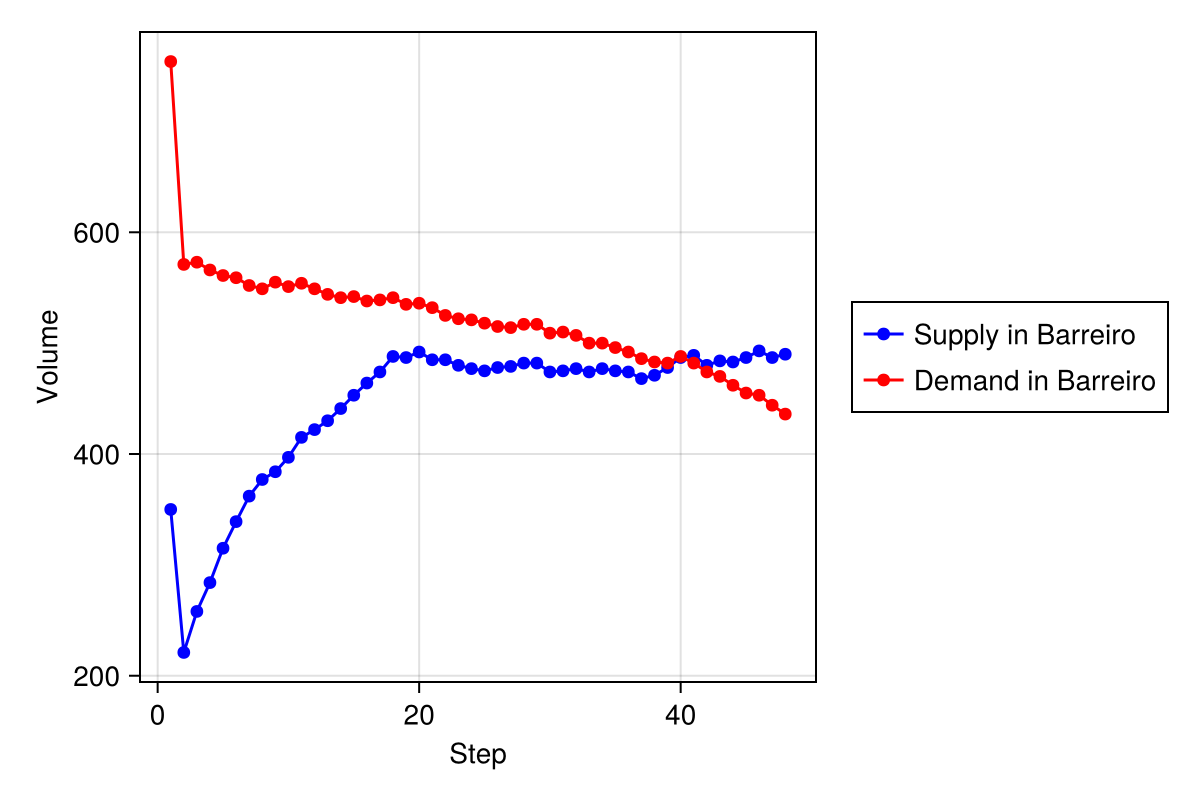 600
400
200
Volume
0 20 40
Step
Supply in Barreiro
Demand in Barreiro